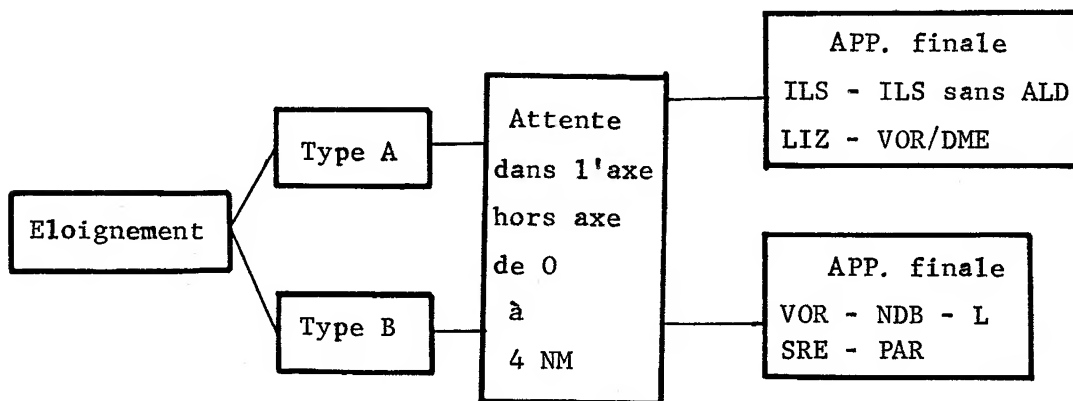 Eloignement
Type A
Type B
Attente
dans l'axe
hors axe
de O
à
4 NM
APP. finale
ILS - ILS sans ALD
LIZ - VOR/DME
APP. finale
VOR - NDB - L
SRE - PAR